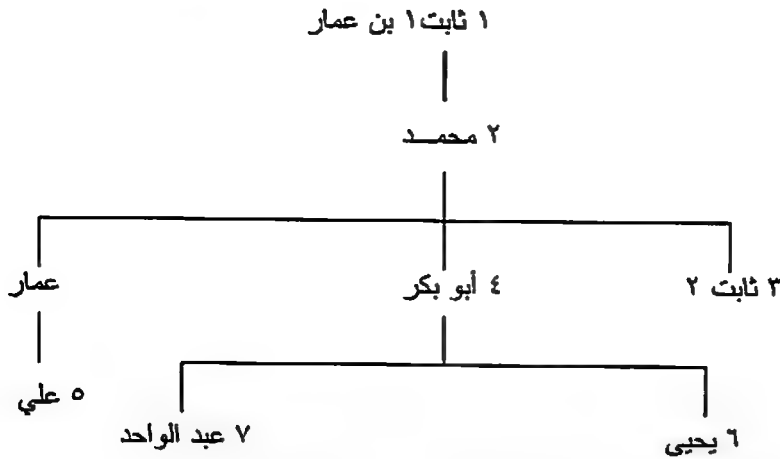 ١ ثابت١ بن عمار
٢ محمــد
٣ ثابت ٢
٤ أبو بكر
عمار
٥ علي
٦ يحيى
٧ عبد الواحد